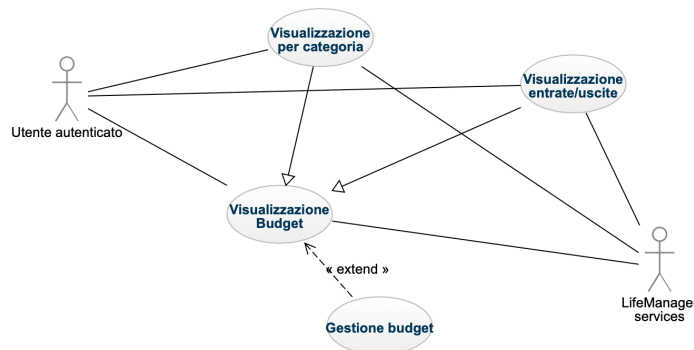 Visualizzazione
per categoria
Visualizzazione
entrate/uscite
Utente autenticato
Visualizzazione
Budget
« extend »
LifeManage
services
Gestione budget